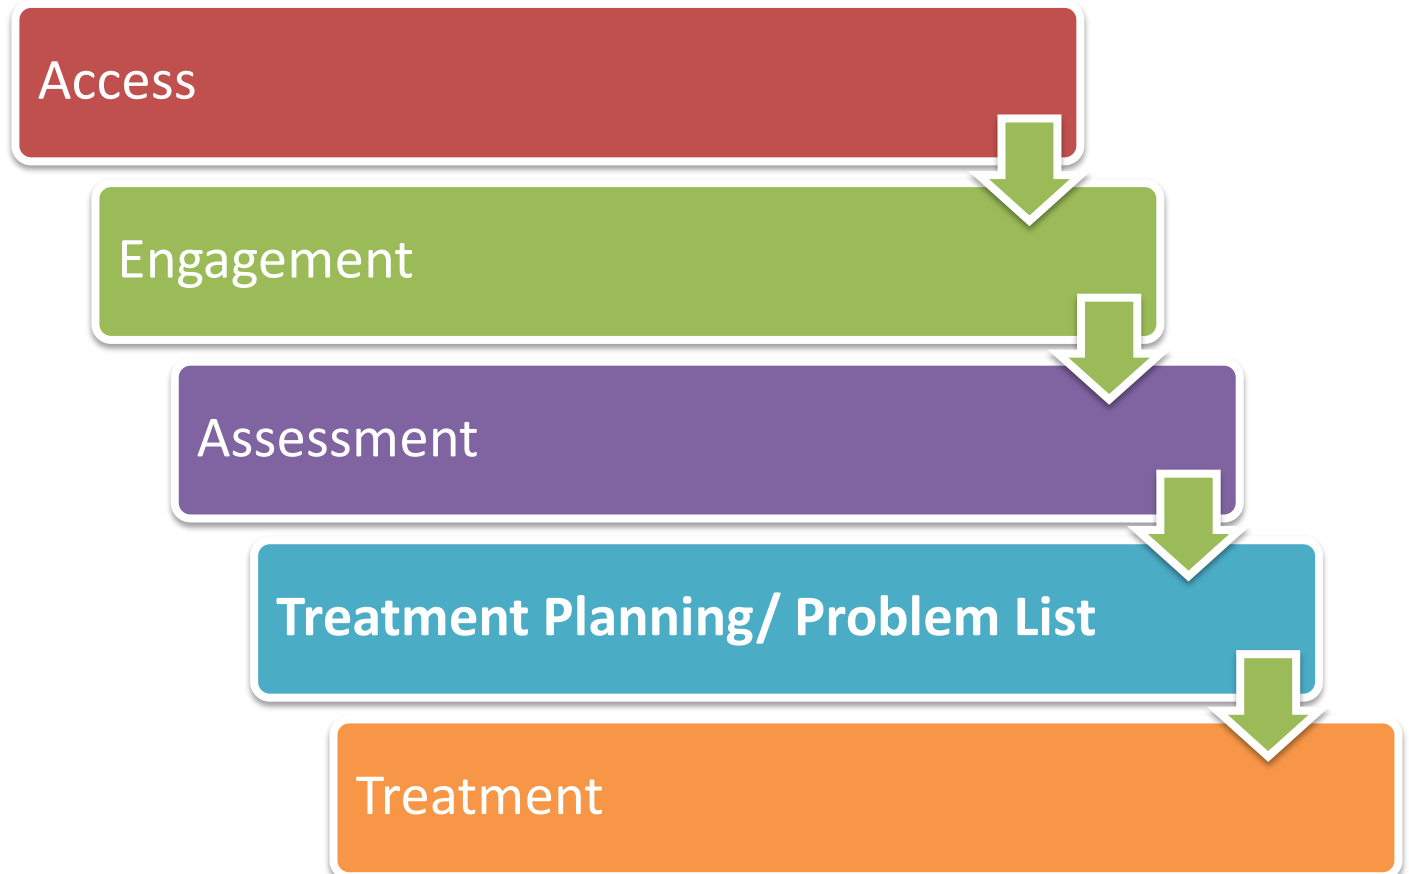 Access
Engagement
Assessment
Treatment Planning/ Problem List
Treatment